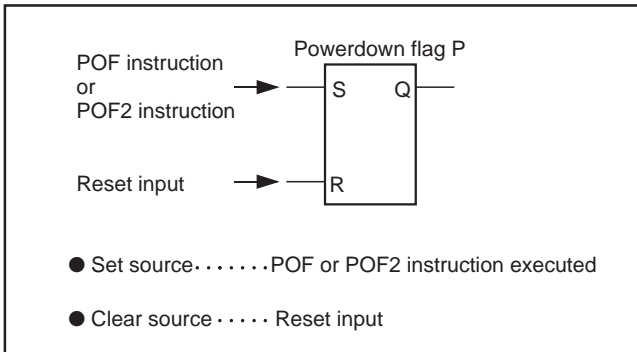 Powerdown flag P
POF instruction
or
POF2 instruction
S
Q
Reset input
R
● Set source ······· POF or POF2 instruction executed
● Clear source ····· Reset input